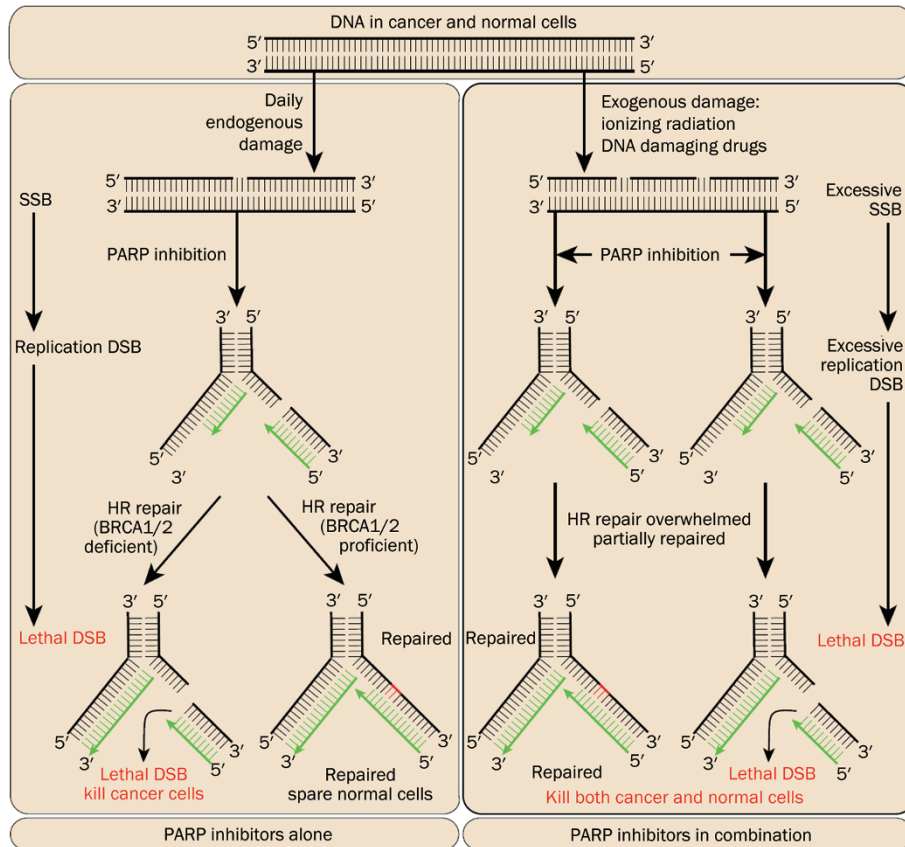 DNA in cancer and normal cells
5′ 3′
3′ 5′
Daily
endogenous
damage
5′ 3′
3′ 5′
SSB
PARP inhibition
3′ 5′
Replication DSB
5′ 3′
3′ 5′
HR repair
(BRCA1/2
deficient)
HR repair
(BRCA1/2
proficient)
3′ 5′
3′ 5′
Lethal DSB
Repaired
5′ 3′
3′ 5′
5′ 3′
3′ 5′
Lethal DSB
kill cancer cells
Repaired
spare normal cells
PARP inhibitors alone
Exogenous damage:
ionizing radiation
DNA damaging drugs
5′ 3′
3′ 5′
Excessive
SSB
PARP inhibition
3′ 5′
3′ 5′
Excessive
replication
DSB
5′ 3′
3′ 5′
5′ 3′
3′ 5′
HR repair overwhelmed
partially repaired
3′ 5′
3′ 5′
Repaired
Lethal DSB
5′ 3′
3′ 5′
5′ 3′
3′ 5′
Repaired
Lethal DSB
Kill both cancer and normal cells
PARP inhibitors in combination